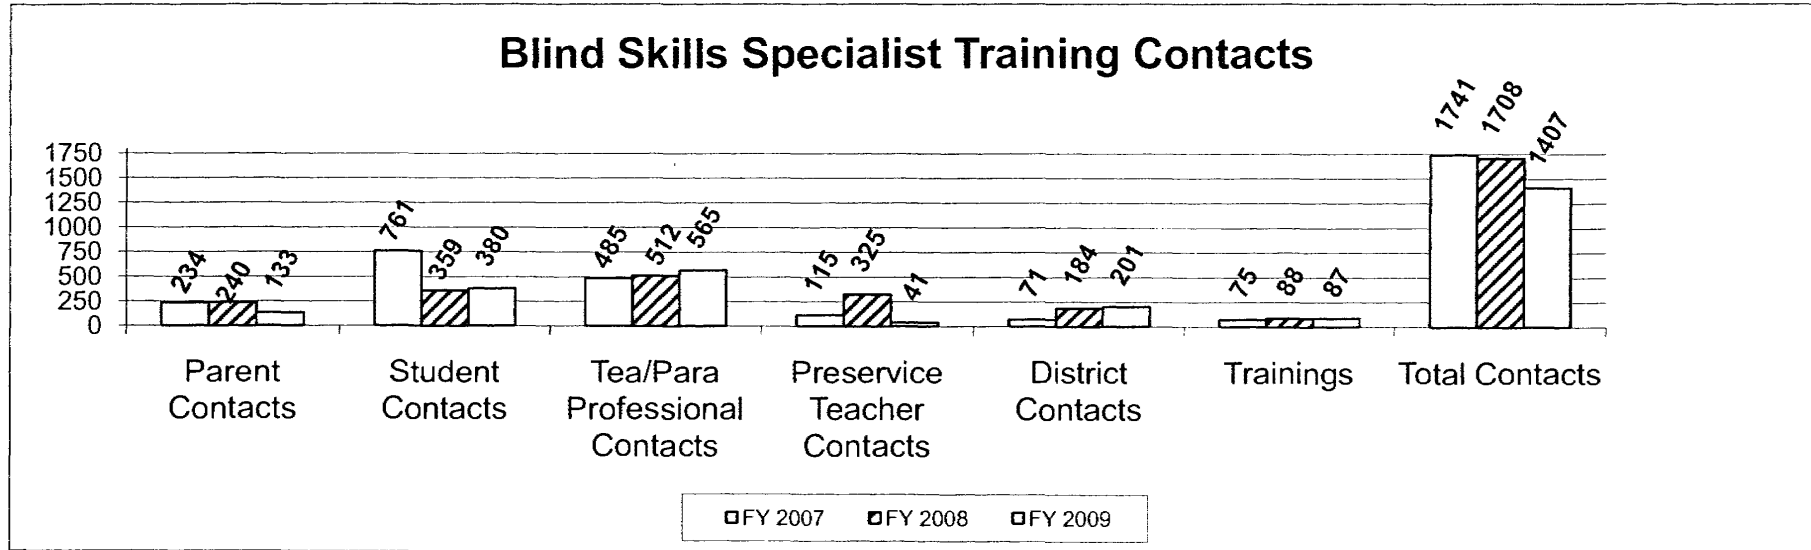 Blind Skills Specialist Training Contacts
1741
1708
1407
1750
1500
1250
1000
750
500
250
0
234
240
133
761
359
380
485
512
565
115
325
41
71
184
201
75
88
87
Parent
Contacts
Student
Contacts
Tea/Para
Professional
Contacts
Preservice
Teacher
Contacts
District
Contacts
Trainings
Total Contacts
FY 2007 FY 2008 FY 2009